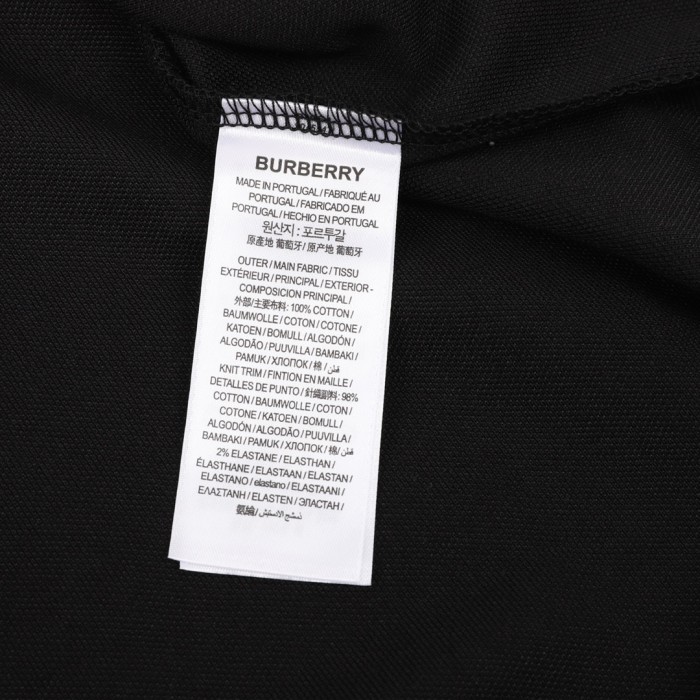 BURBERRY
MADE IN PORTUGAL / FABRIQUÉ AU
PORTUGAL / FABRICADO EM
PORTUGAL / HECHO EN PORTUGAL
원산지 : 포르투갈
原產地 葡萄牙 / 原产地 葡萄牙
OUTER / MAIN FABRIC / TISSU
EXTÉRIEUR / PRINCIPAL / EXTERIOR -
COMPOSICION PRINCIPAL /
外部/主要布料: 100% COTTON /
BAUMWOLLE / COTON / COTONE /
KATOEN / BOMULL / ALGODÓN /
ALGODÃO / PUUVILLA / BAMBAKI /
PAMUK / ХЛОПОК / 棉 / قطن
KNIT TRIM / FINTION EN MAILLE /
DETALLES DE PUNTO / 針織副料: 98%
COTTON / BAUMWOLLE / COTON /
COTONE / KATOEN / BOMULL /
ALGODÓN / ALGODÃO / PUUVILLA /
BAMBAKI / PAMUK / ХЛОПОК / 棉/ قطن
2% ELASTANE / ELASTHAN /
ÉLASTHANE / ELASTAAN / ELASTAN /
ELASTANO / elastano / ELASTAANI /
ΕΛΑΣΤΑΝΗ / ELASTEN / ЭЛАСТАН /